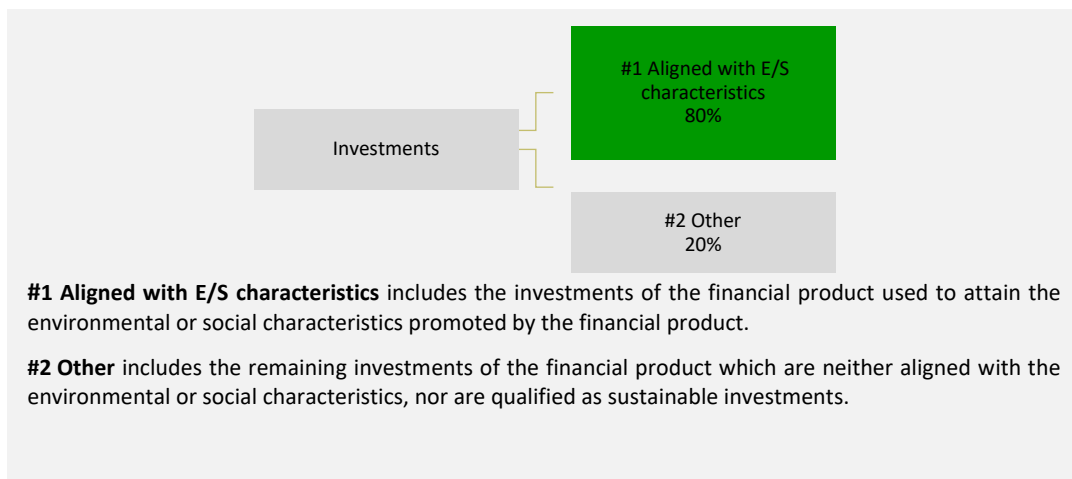 #1 Aligned with E/S
characteristics
80%
Investments
#2 Other
20%
#1 Aligned with E/S characteristics includes the investments of the financial product used to attain the
environmental or social characteristics promoted by the financial product.
#2 Other includes the remaining investments of the financial product which are neither aligned with the
environmental or social characteristics, nor are qualified as sustainable investments.